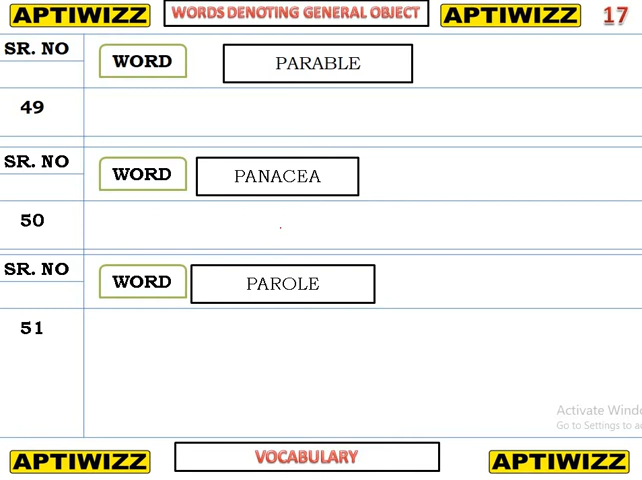 APTIWIZZ WORDS DENOTING GENERAL OBJECT APTIWIZZ 17
SR. NO WORD PARABLE
49
SR. NO WORD PANACEA
50
SR. NO WORD PAROLE
51
Activate Windo
Go to Settings to a
APTIWIZZ VOCABULARY APTIWIZZ